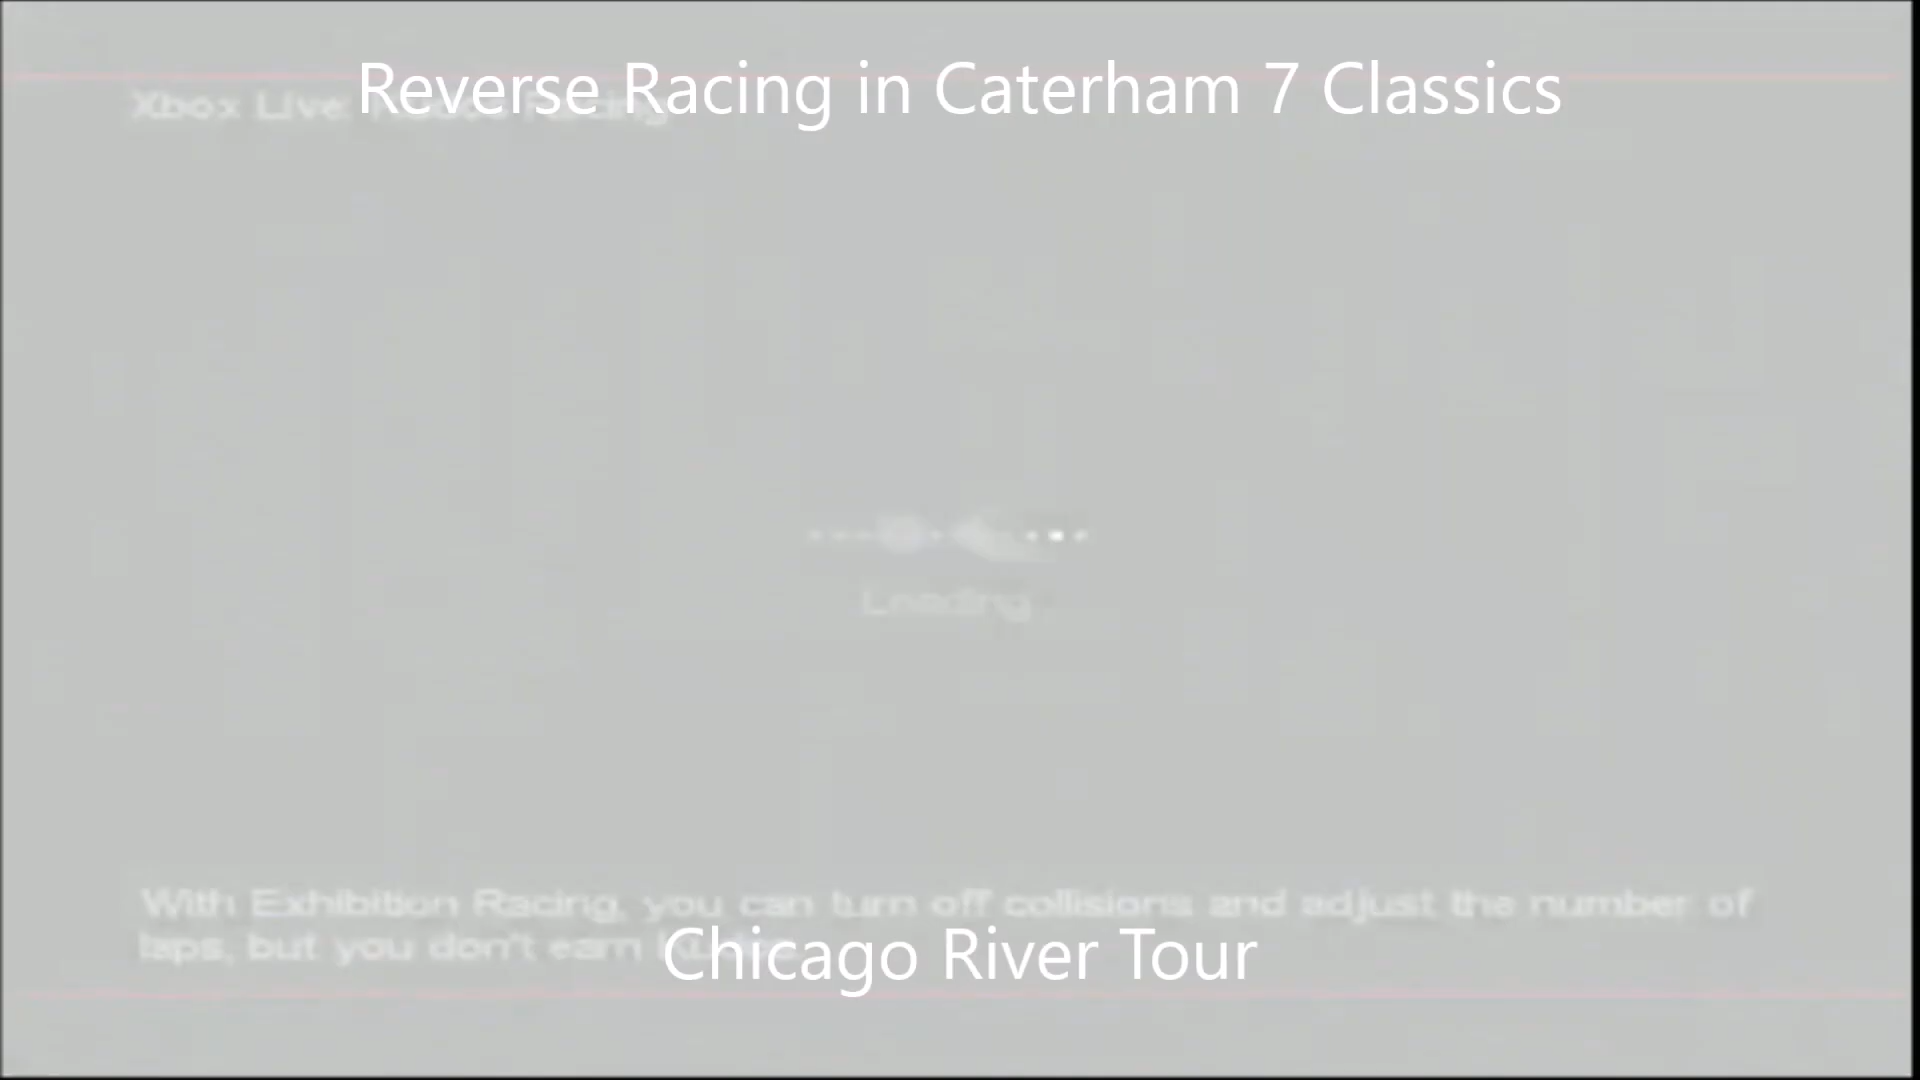 Reverse Racing in Caterham 7 Classics
Xbox Live: Racing
Loading
With Exhibition Racing, you can turn off collisions and adjust the number of
laps, but you don't earn
Chicago River Tour